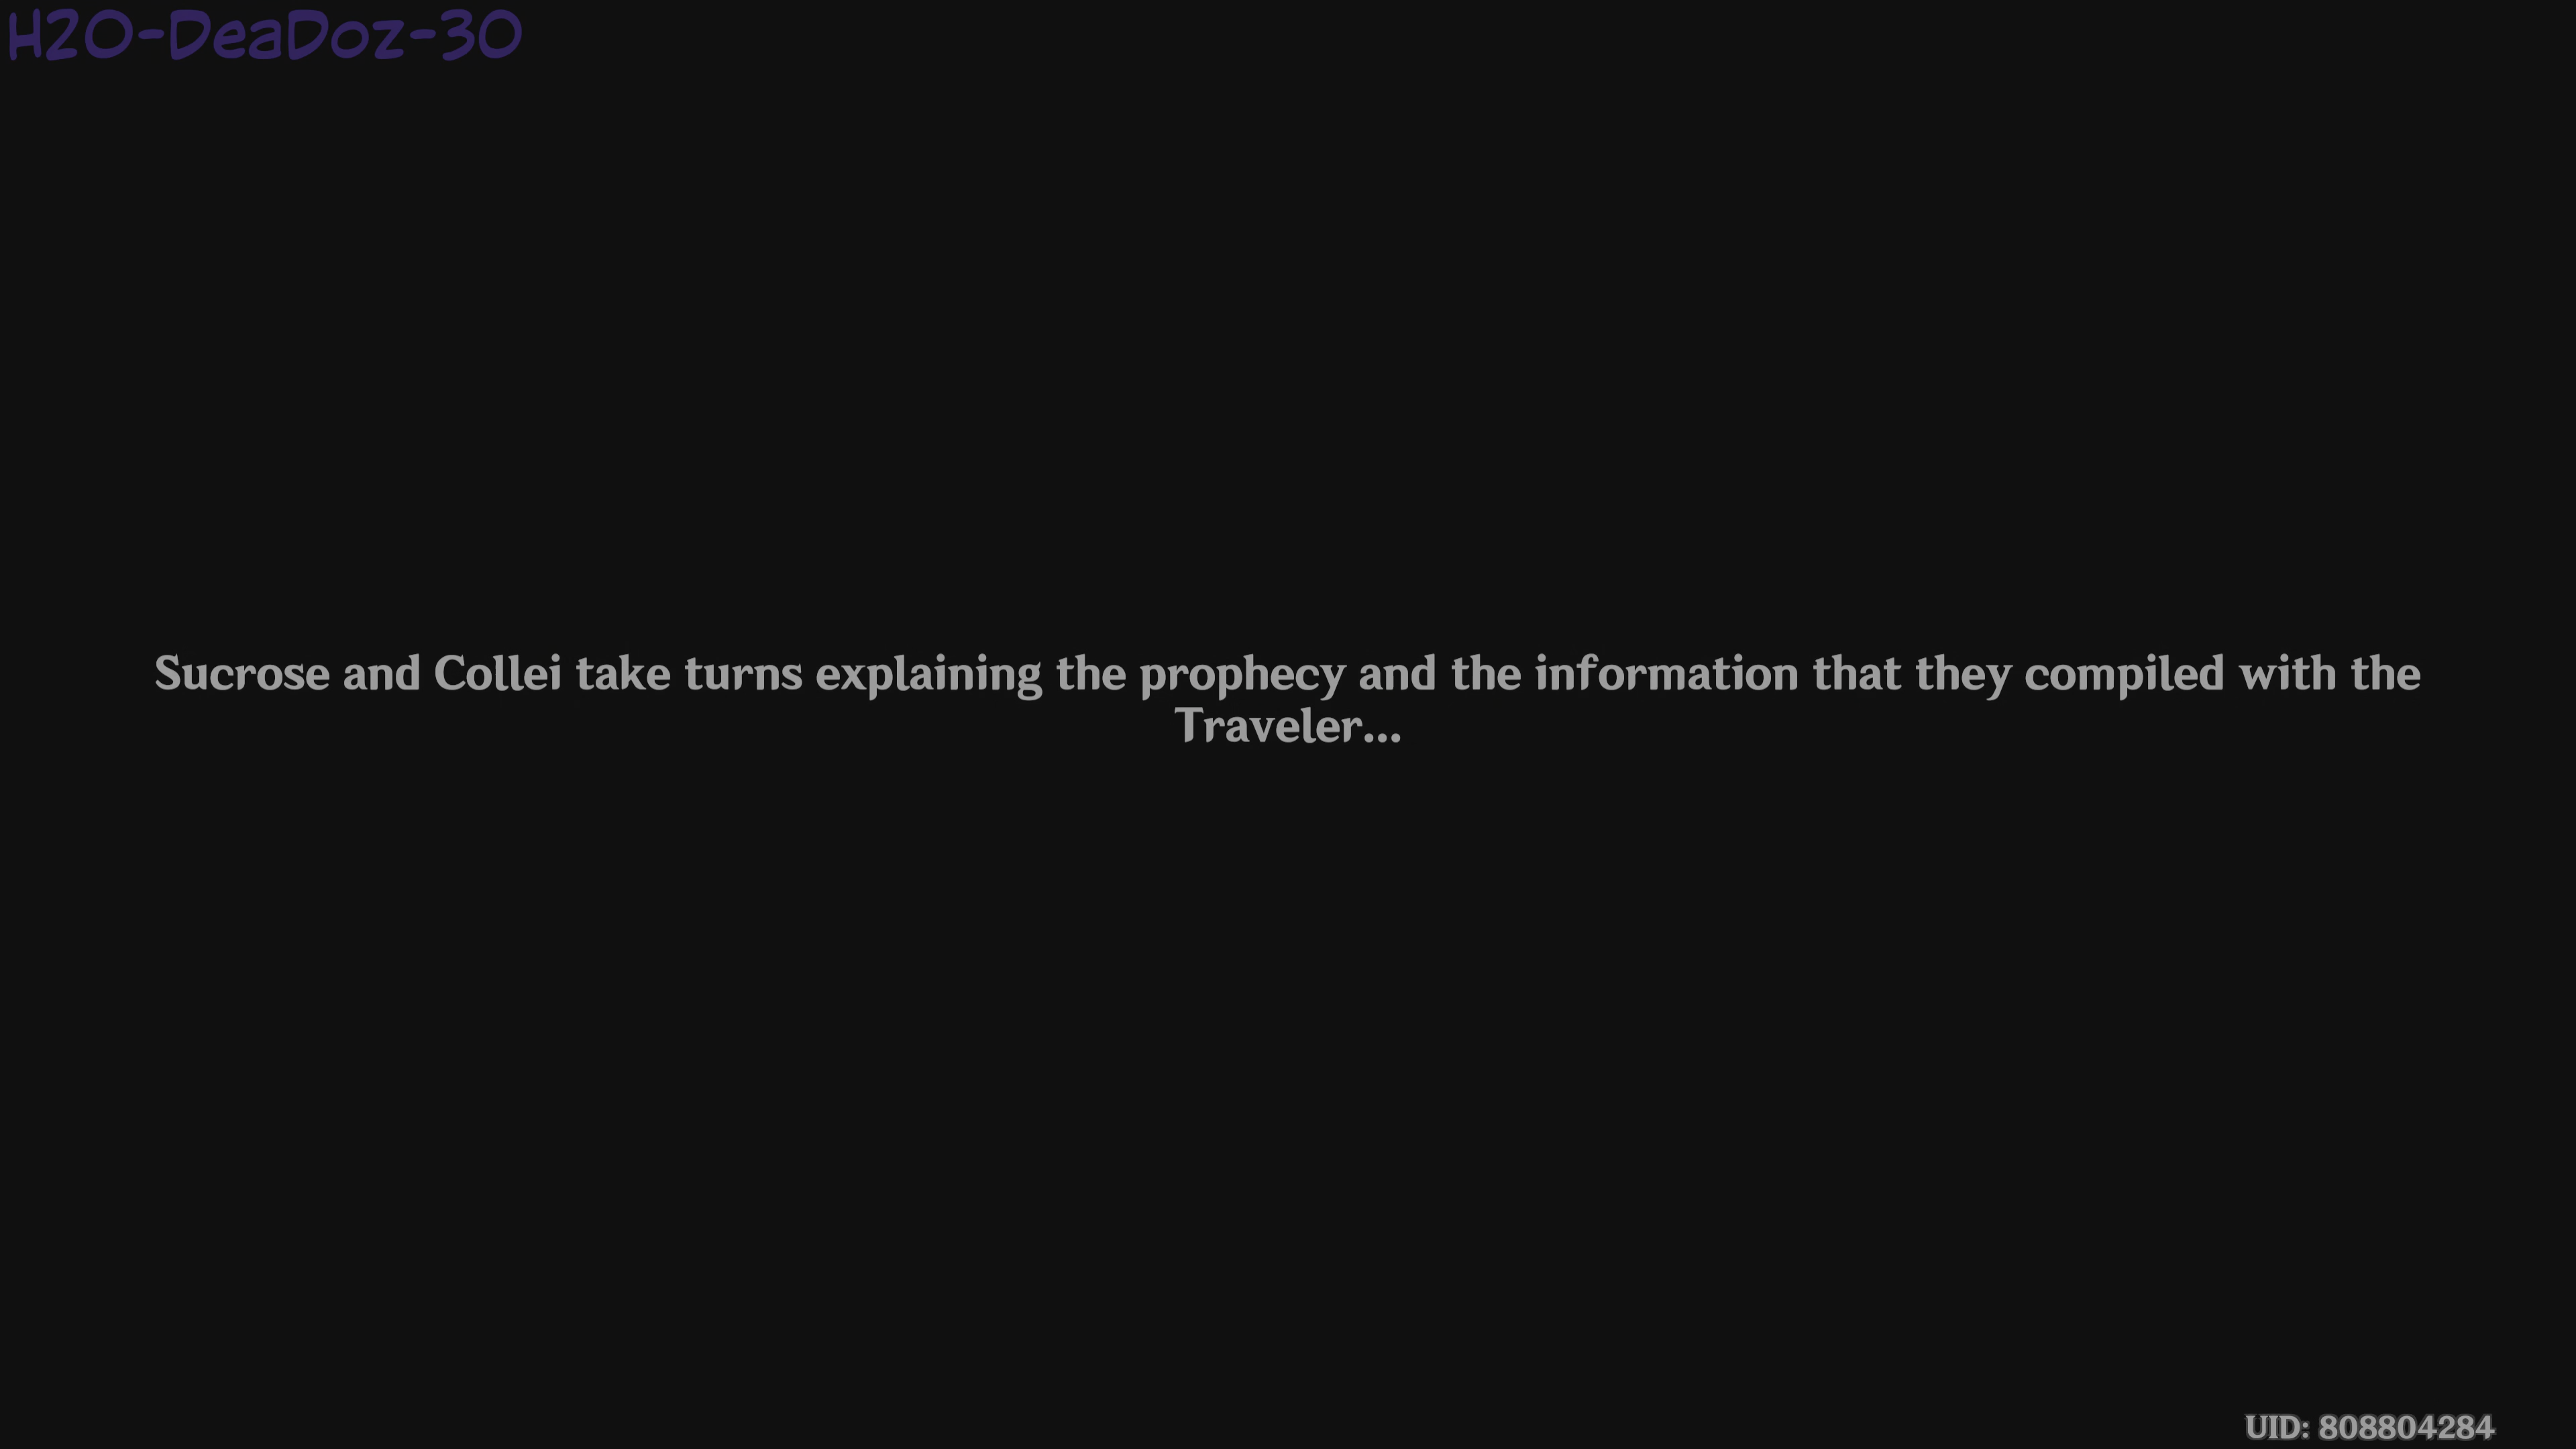 H2O-DeaDoz-30
Sucrose and Collei take turns explaining the prophecy and the information that they compiled with the
Traveler...
UID: 808804284